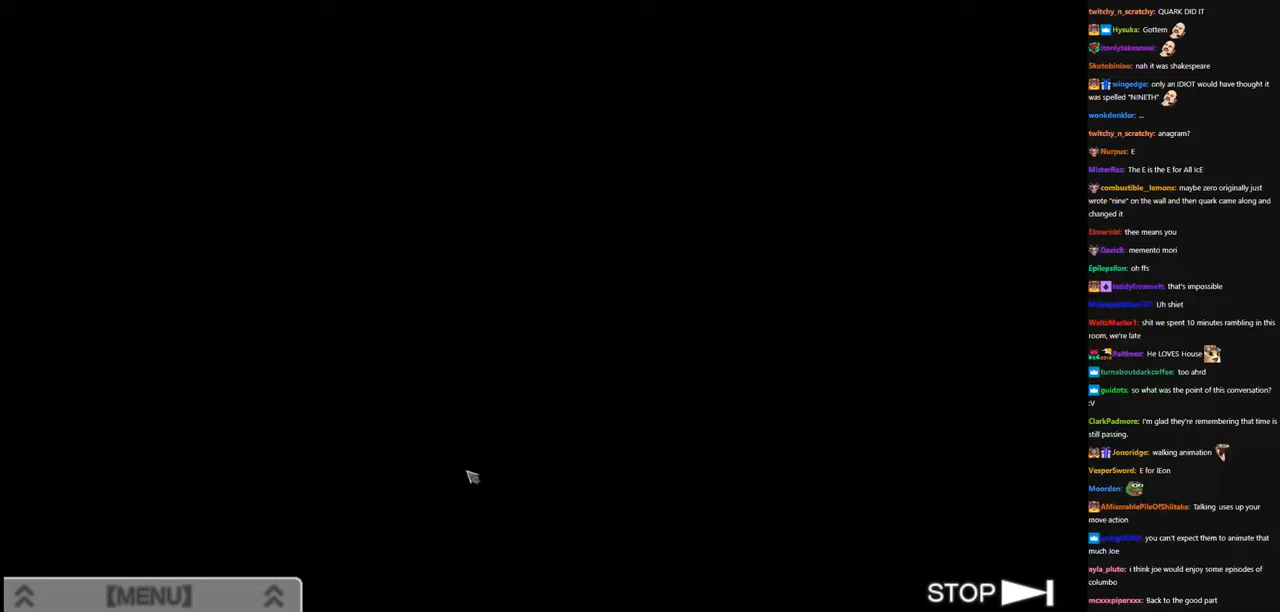 twitchy_n_scratchy: QUARK DID IT
Hysuka: Gottem
itonlytakeszwei:
Skotobiniao: nah it was shakespeare
wingedge: only an IDIOT would have thought it
was spelled "NINETH"
wonkdonkler: ...
twitchy_n_scratchy: anagram?
Nurpus: E
MisterRaz: The E is the E for All IcE
combustible_lemons: maybe zero originally just
wrote "nine" on the wall and then quark came along and
changed it
thee means you
memento mori
Epilepsilon: oh ffs
that's impossible
Uh shiet
WaltzMaster1: shit we spent 10 minutes rambling in this
room, we're late
He LOVES House
turnaboutdarkcoffee: too ahrd
guidots: so what was the point of this conversation?
:V
ClarkPadmore: I'm glad they're remembering that time is
still passing.
Jonoridge: walking animation
VesperSword: E for lEon
Moorden:
AMiserablePileOfShiitake: Talking uses up your
move action
you can't expect them to animate that
much Joe
ayla_pluto: i think joe would enjoy some episodes of
columbo
mcxxxpiperxxx: Back to the good part
【MENU】
STOP